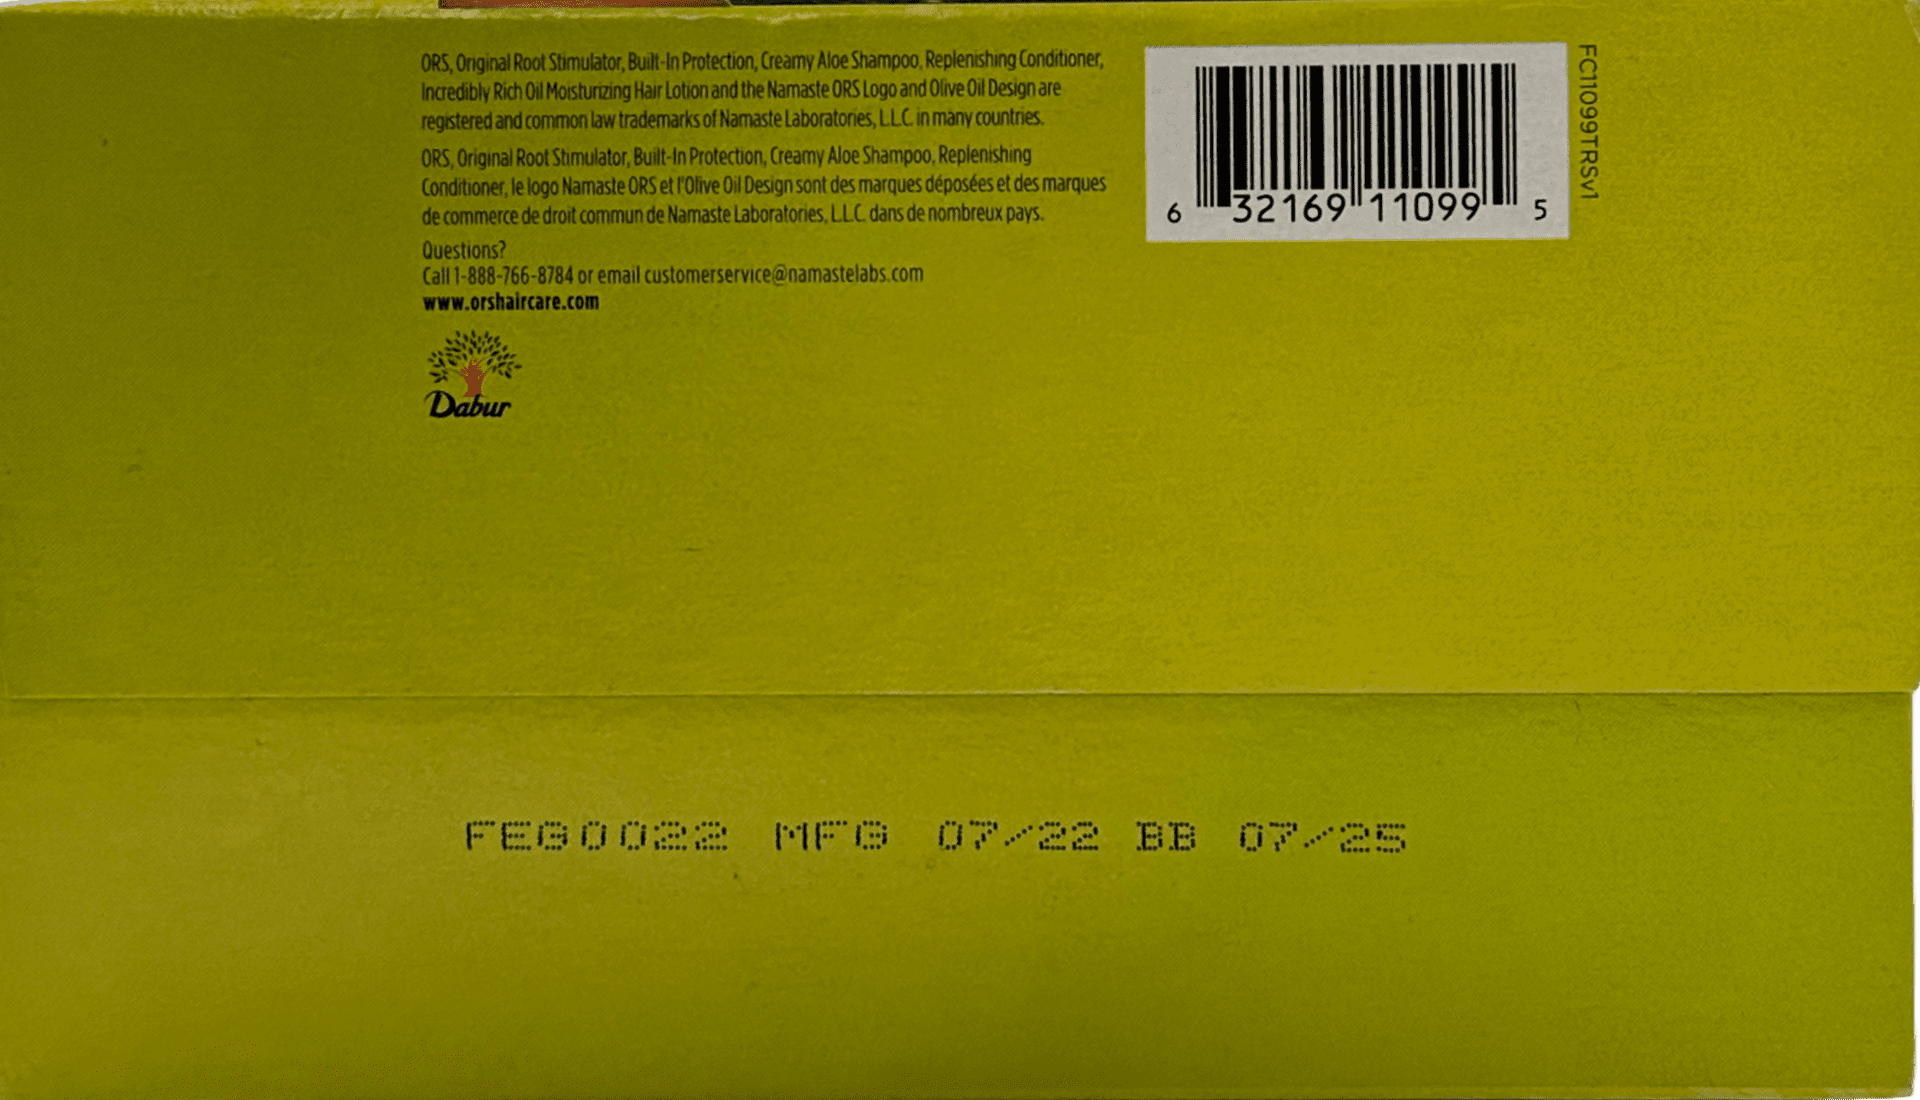 ORS, Original Root Stimulator, Built-In Protection, Creamy Aloe Shampoo, Replenishing Conditioner,
Incredibly Rich Oil Moisturizing Hair Lotion and the Namaste ORS Logo and Olive Oil Design are
registered and common law trademarks of Namaste Laboratories, L.L.C. in many countries.
ORS, Original Root Stimulator, Built-In Protection, Creamy Aloe Shampoo, Replenishing
Conditioner, le logo Namaste ORS et l'Olive Oil Design sont des marques déposées et des marques
de commerce de droit commun de Namaste Laboratories, L.L.C. dans de nombreux pays.
Questions?
Call 1-888-766-8784 or email customerservice@namastelabs.com
www.orshaircare.com
Dabur
6 32169 11099 5
FC11099TRSv1
FEG0022 MFG 07/22 BB 07/25